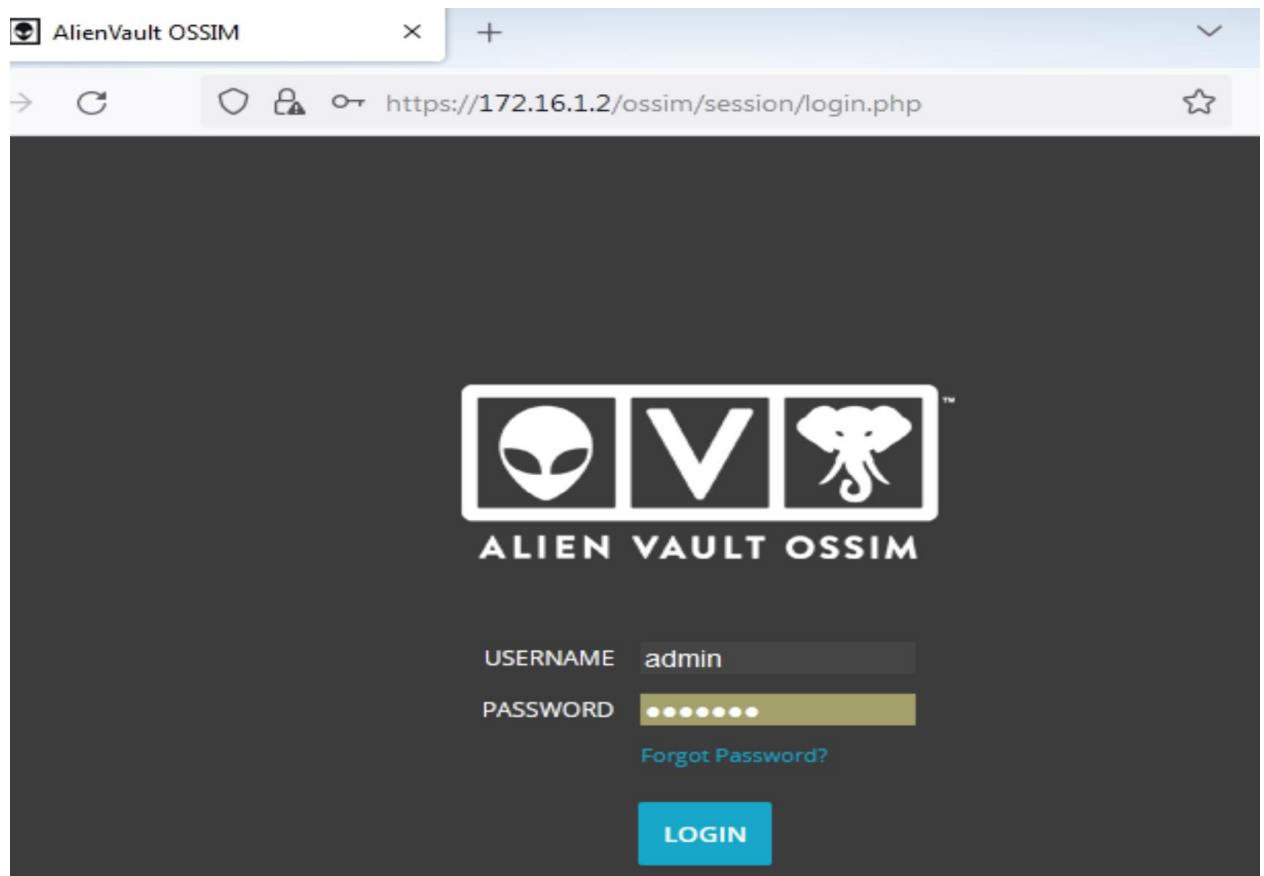 AlienVault OSSIM
https://172.16.1.2/ossim/session/login.php
V
™
ALIEN VAULT OSSIM
USERNAME admin
PASSWORD ●●●●●●●
Forgot Password?
LOGIN